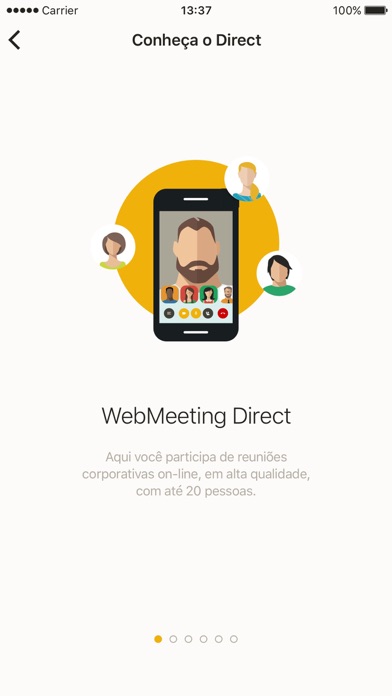 Carrier 13:37 100%
Conheça o Direct
WebMeeting Direct
Aqui você participa de reuniões
corporativas on-line, em alta qualidade,
com até 20 pessoas.